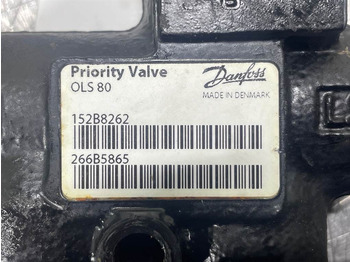 Priority Valve
OLS 80
Danfoss
MADE IN DENMARK
152B8262
266B5865